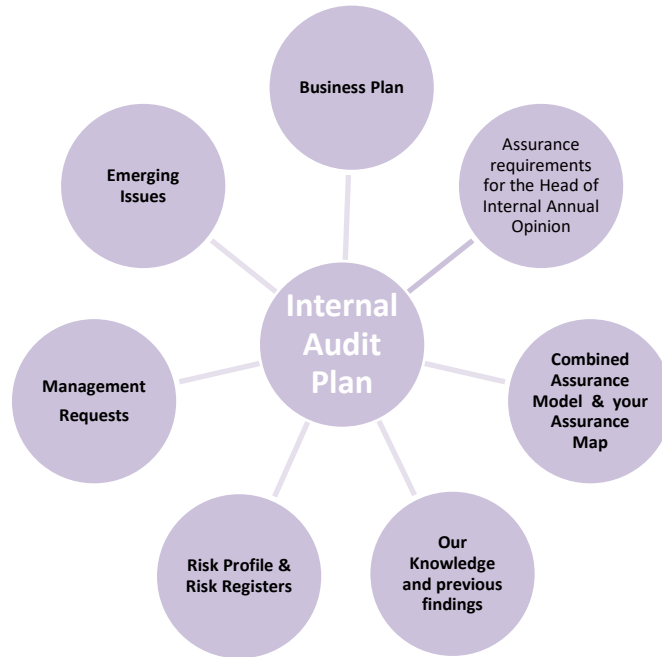 Business Plan
Assurance
requirements
for the Head of
Internal Annual
Opinion
Combined
Assurance
Model & your
Assurance
Map
Our
Knowledge
and previous
findings
Risk Profile &
Risk Registers
Management
Requests
Emerging
Issues
Internal
Audit
Plan